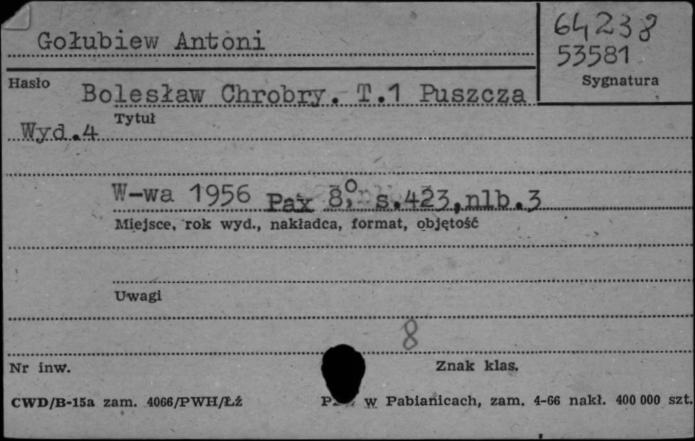 Gołubiew Antoni
64238
53581
Hasło
Sygnatura
Bolesław Chrobry. T.1 Puszcza
Tytuł
Wyd.4
W-wa 1956 Pax 8⁰, s.423,nlb.3
Miejsce, rok wyd., nakładca, format, objętość
Uwagi
8
Nr inw.
Znak klas.
CWD/B-15a zam. 4066/PWH/Łź
w Pabianicach, zam. 4-66 nakł. 400 000 szt.